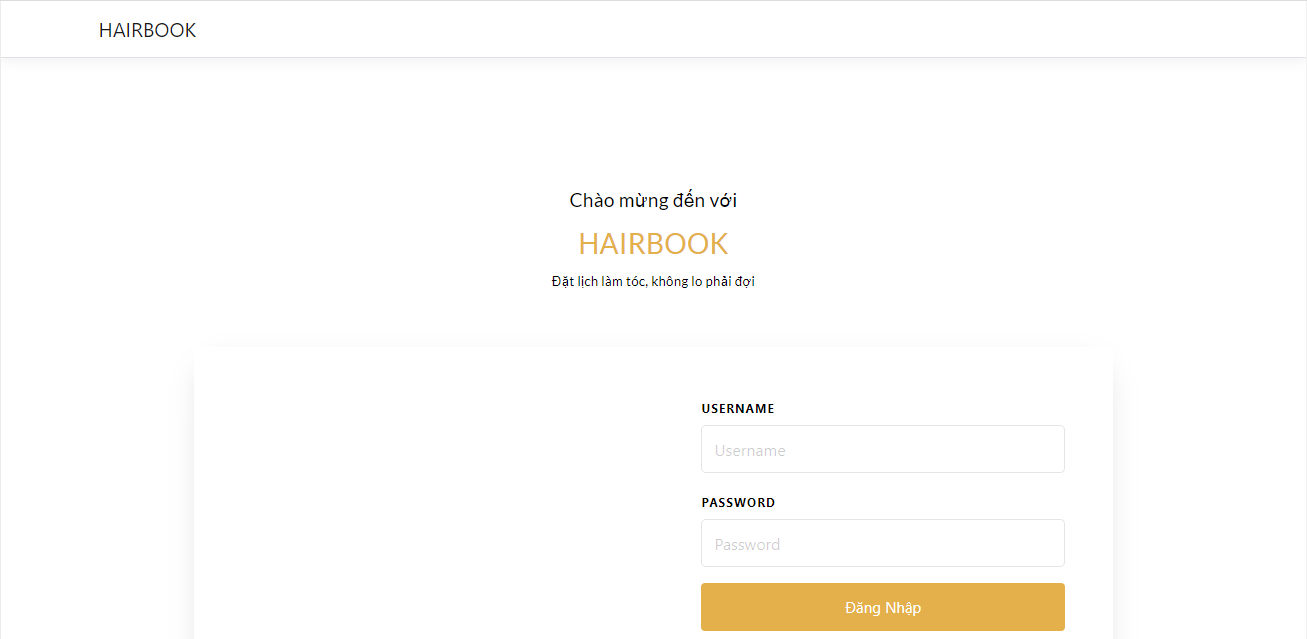 HAIRBOOK
Chào mừng đến với
HAIRBOOK
Đặt lịch làm tóc, không lo phải đợi
USERNAME
Username
PASSWORD
Password
Đăng Nhập